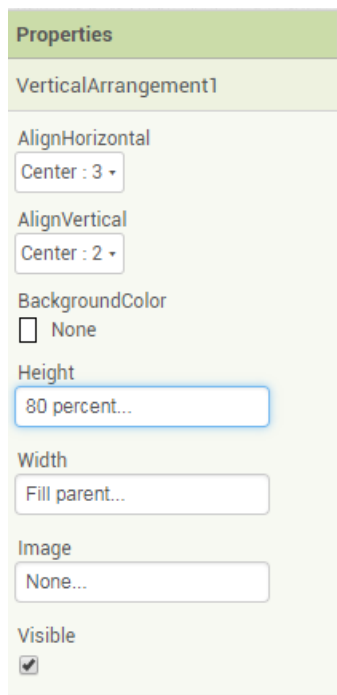 Properties
VerticalArrangement1
AlignHorizontal
Center : 3
AlignVertical
Center : 2
BackgroundColor
None
Height
80 percent...
Width
Fill parent...
Image
None...
Visible